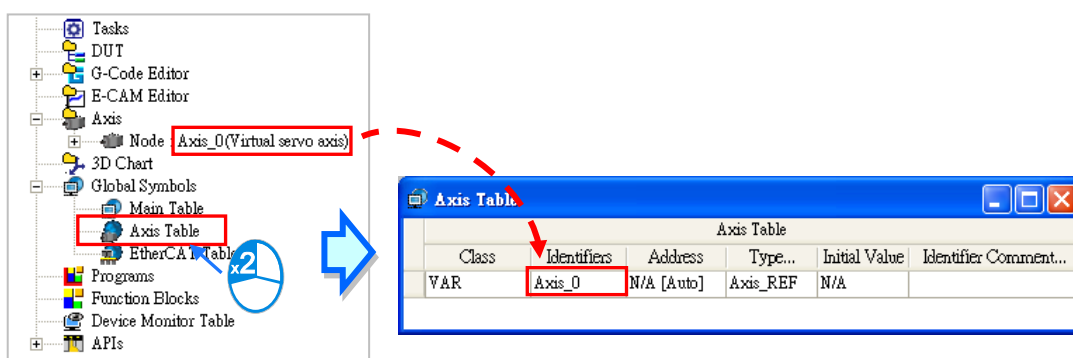 Tasks
DUT
G-Code Editor
E-CAM Editor
Axis
Node : Axis_0(Virtual servo axis)
3D Chart
Global Symbols
Main Table
Axis Table
EtherCAT Table
x2
Programs
Function Blocks
Device Monitor Table
APIs
Axis Table
Axis Table
Class Identifiers Address Type... Initial Value Identifier Comment...
VAR Axis_0 N/A [Auto] Axis_REF N/A